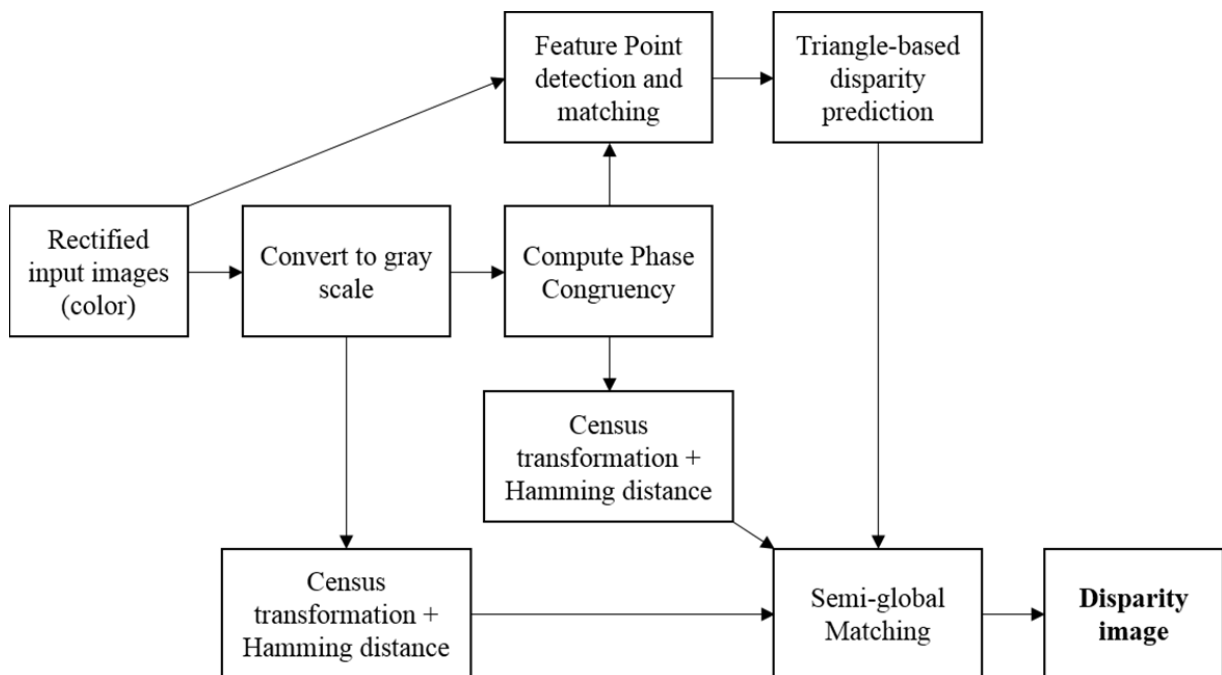 Feature Point
detection and
matching
Triangle-based
disparity
prediction
Rectified
input images
(color)
Convert to gray
scale
Compute Phase
Congruency
Census
transformation +
Hamming distance
Census
transformation +
Hamming distance
Semi-global
Matching
Disparity
image